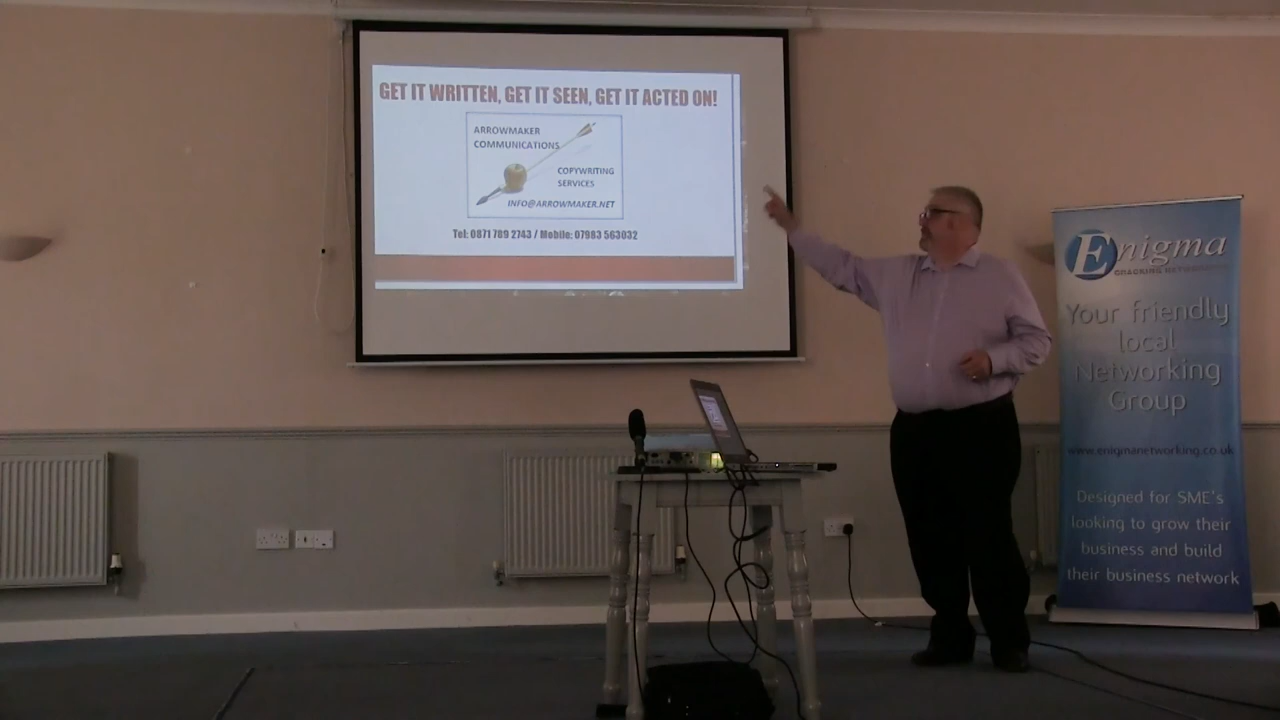 GET IT WRITTEN, GET IT SEEN, GET IT ACTED ON!
ARROWMAKER
COMMUNICATIONS
COPYWRITING
SERVICES
INFO@ARROWMAKER.NET
Tel: 0871 789 2743 / Mobile: 07983 563032
Enigma
CRACKING NETWORKING
Your friendly
local
Networking
Group
www.enigmanetworking.co.uk
Designed for SME's
looking to grow their
business and build
their business network